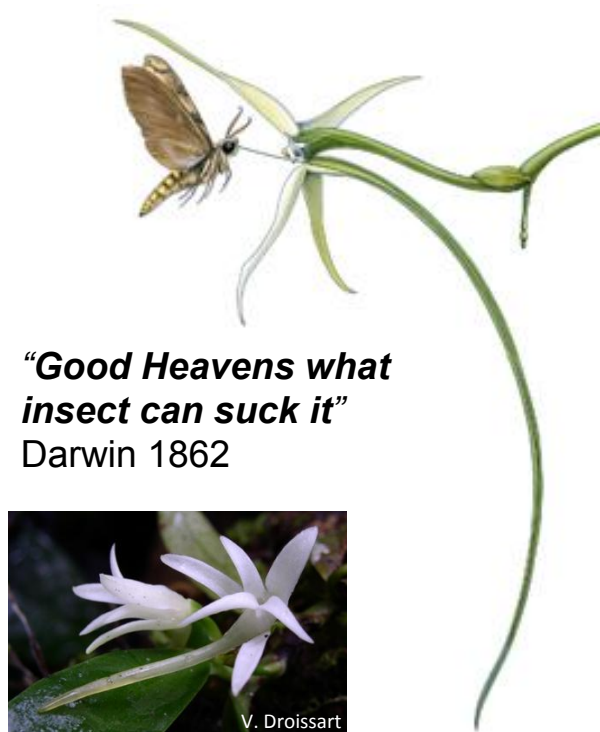 “Good Heavens what
insect can suck it”
Darwin 1862
V. Droissart